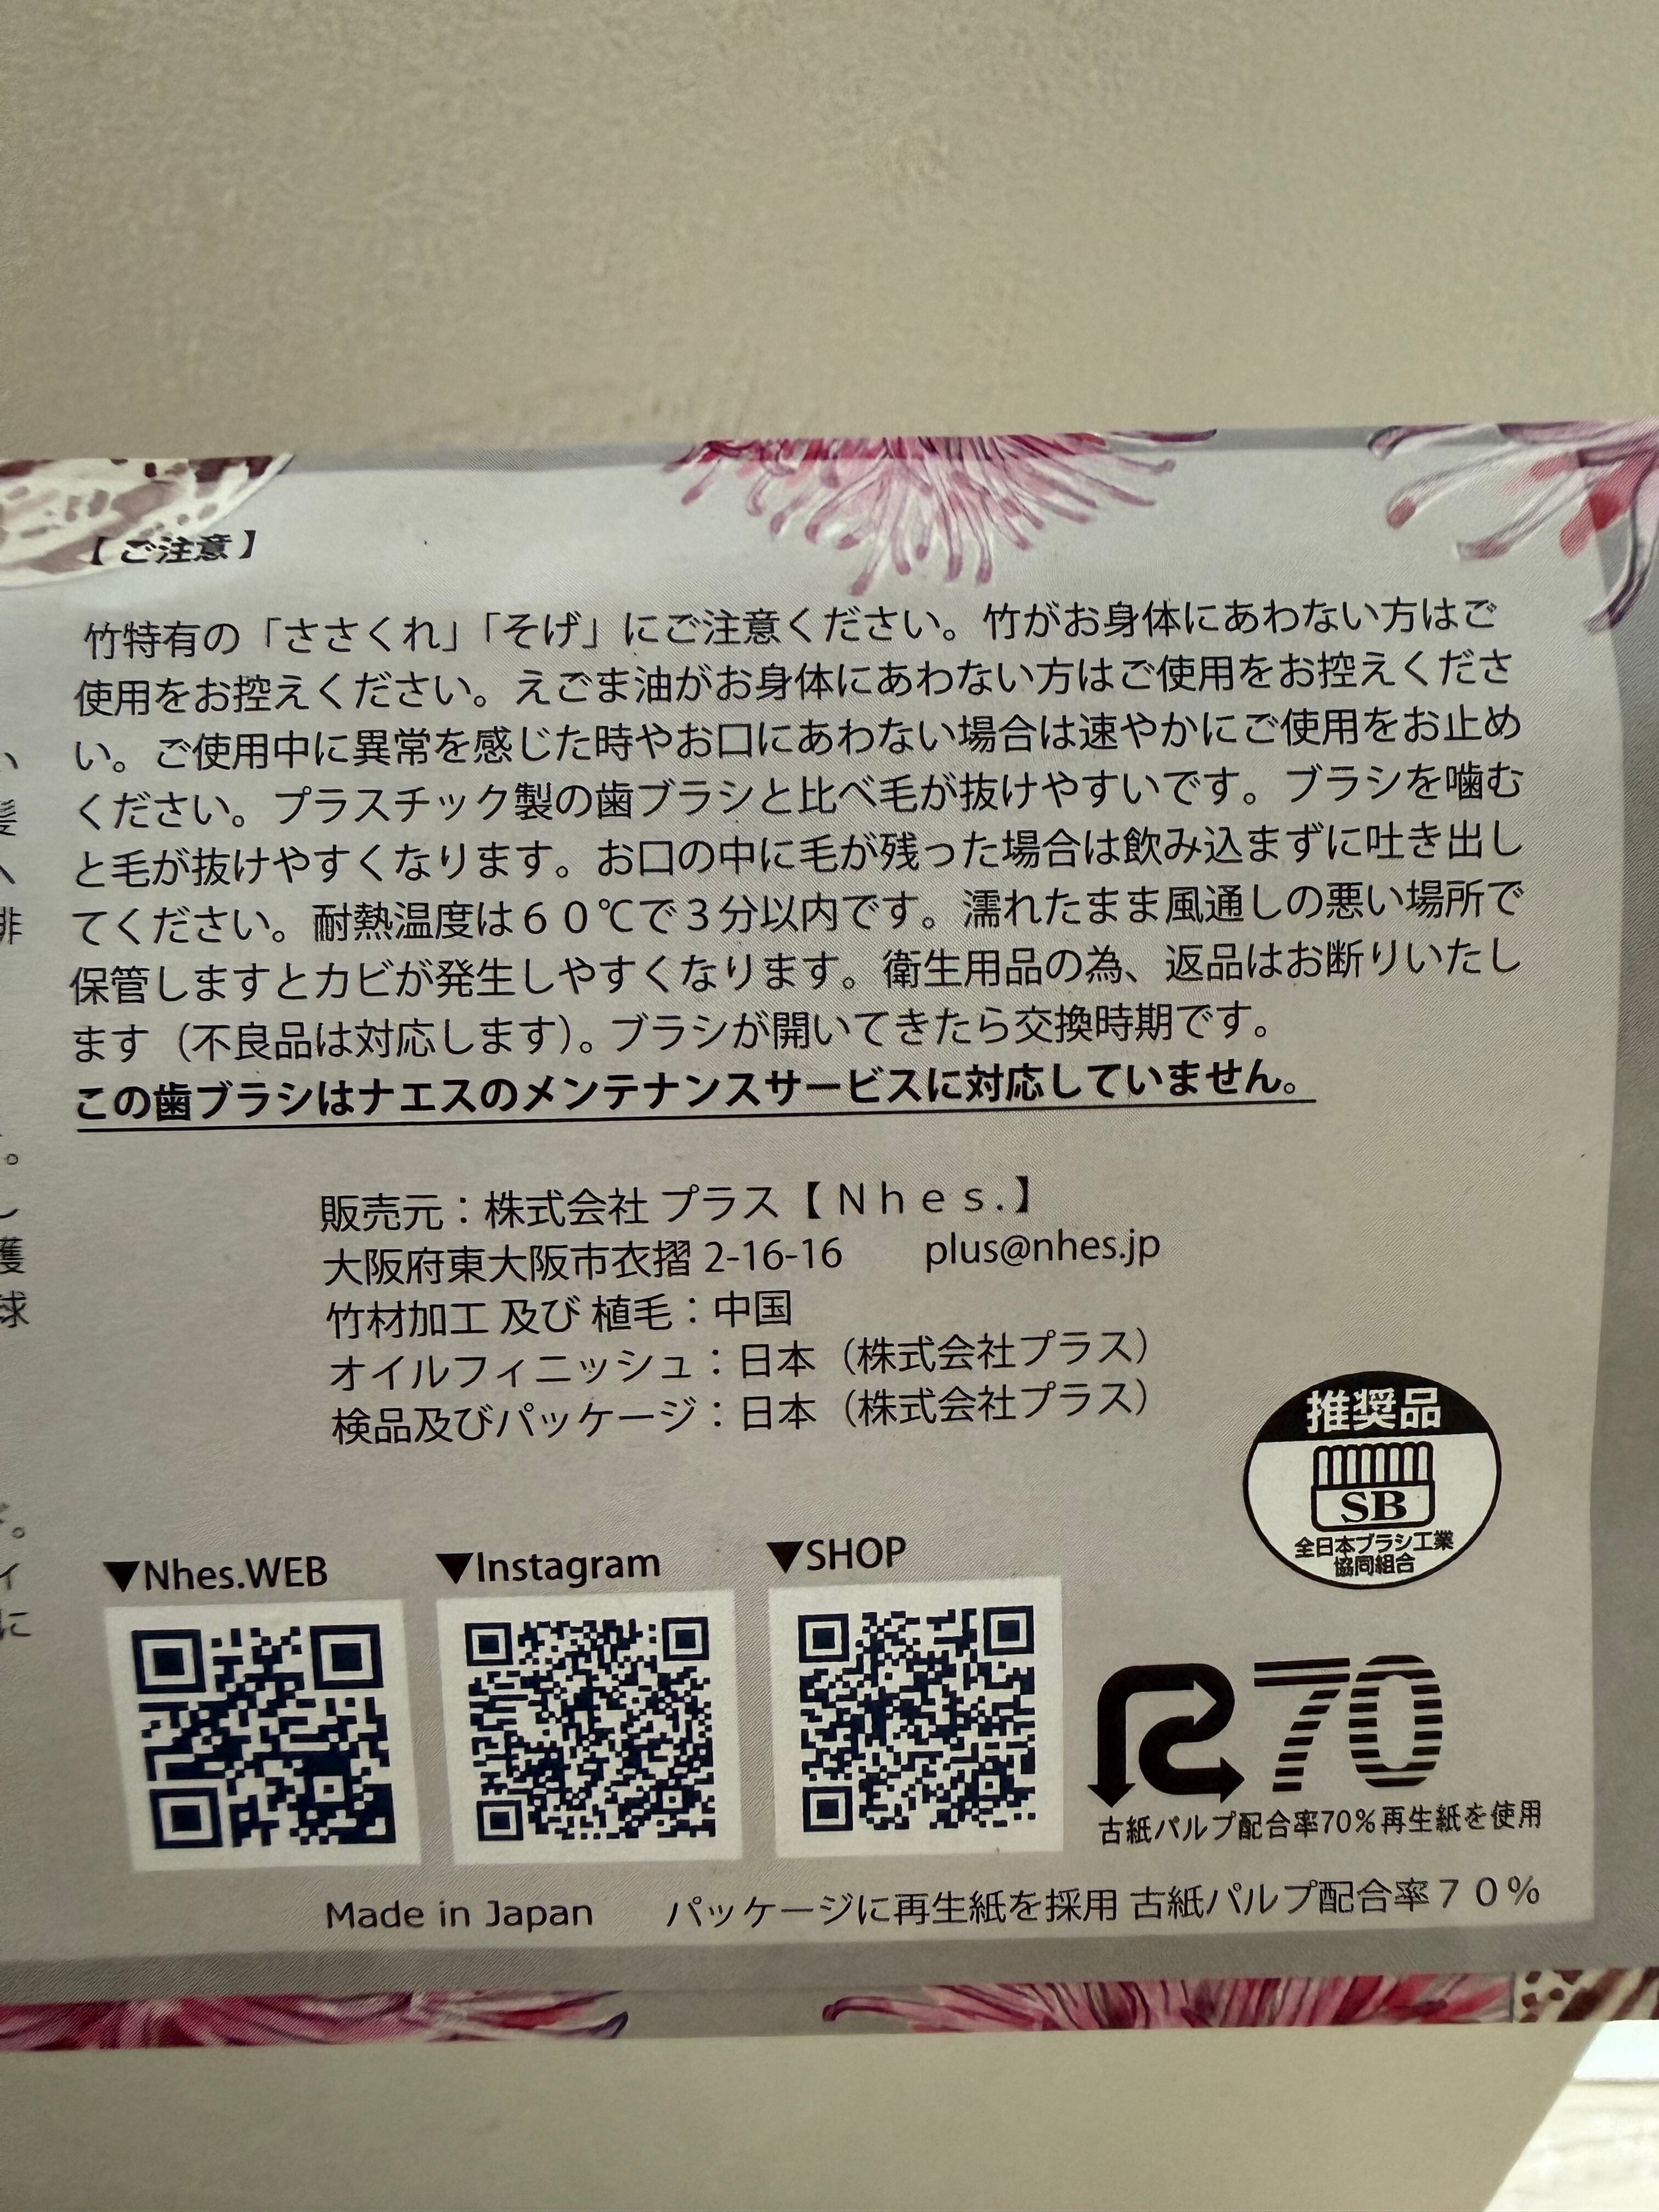 【ご注意】
竹特有の「ささくれ」「そげ」にご注意ください。竹がお身体にあわない方はご
使用をお控えください。えごま油がお身体にあわない方はご使用をお控えくださ
い。ご使用中に異常を感じた時やお口にあわない場合は速やかにご使用をお止め
ください。プラスチック製の歯ブラシと比べ毛が抜けやすいです。ブラシを噛む
と毛が抜けやすくなります。お口の中に毛が残った場合は飲み込まずに吐き出し
てください。耐熱温度は６０℃で３分以内です。濡れたまま風通しの悪い場所で
保管しますとカビが発生しやすくなります。衛生用品の為、返品はお断りいたし
ます（不良品は対応します）。ブラシが開いてきたら交換時期です。
この歯ブラシはナエスのメンテナンスサービスに対応していません。
販売元：株式会社 プラス【Ｎｈｅｓ.】
大阪府東大阪市衣摺 2-16-16 plus@nhes.jp
竹材加工 及び 植毛：中国
オイルフィニッシュ：日本（株式会社プラス）
検品及びパッケージ：日本（株式会社プラス）
推奨品
SB
全日本ブラシ工業
協同組合
▼Nhes.WEB ▼Instagram ▼SHOP
R70
古紙パルプ配合率70%再生紙を使用
Made in Japan パッケージに再生紙を採用 古紙パルプ配合率７０%